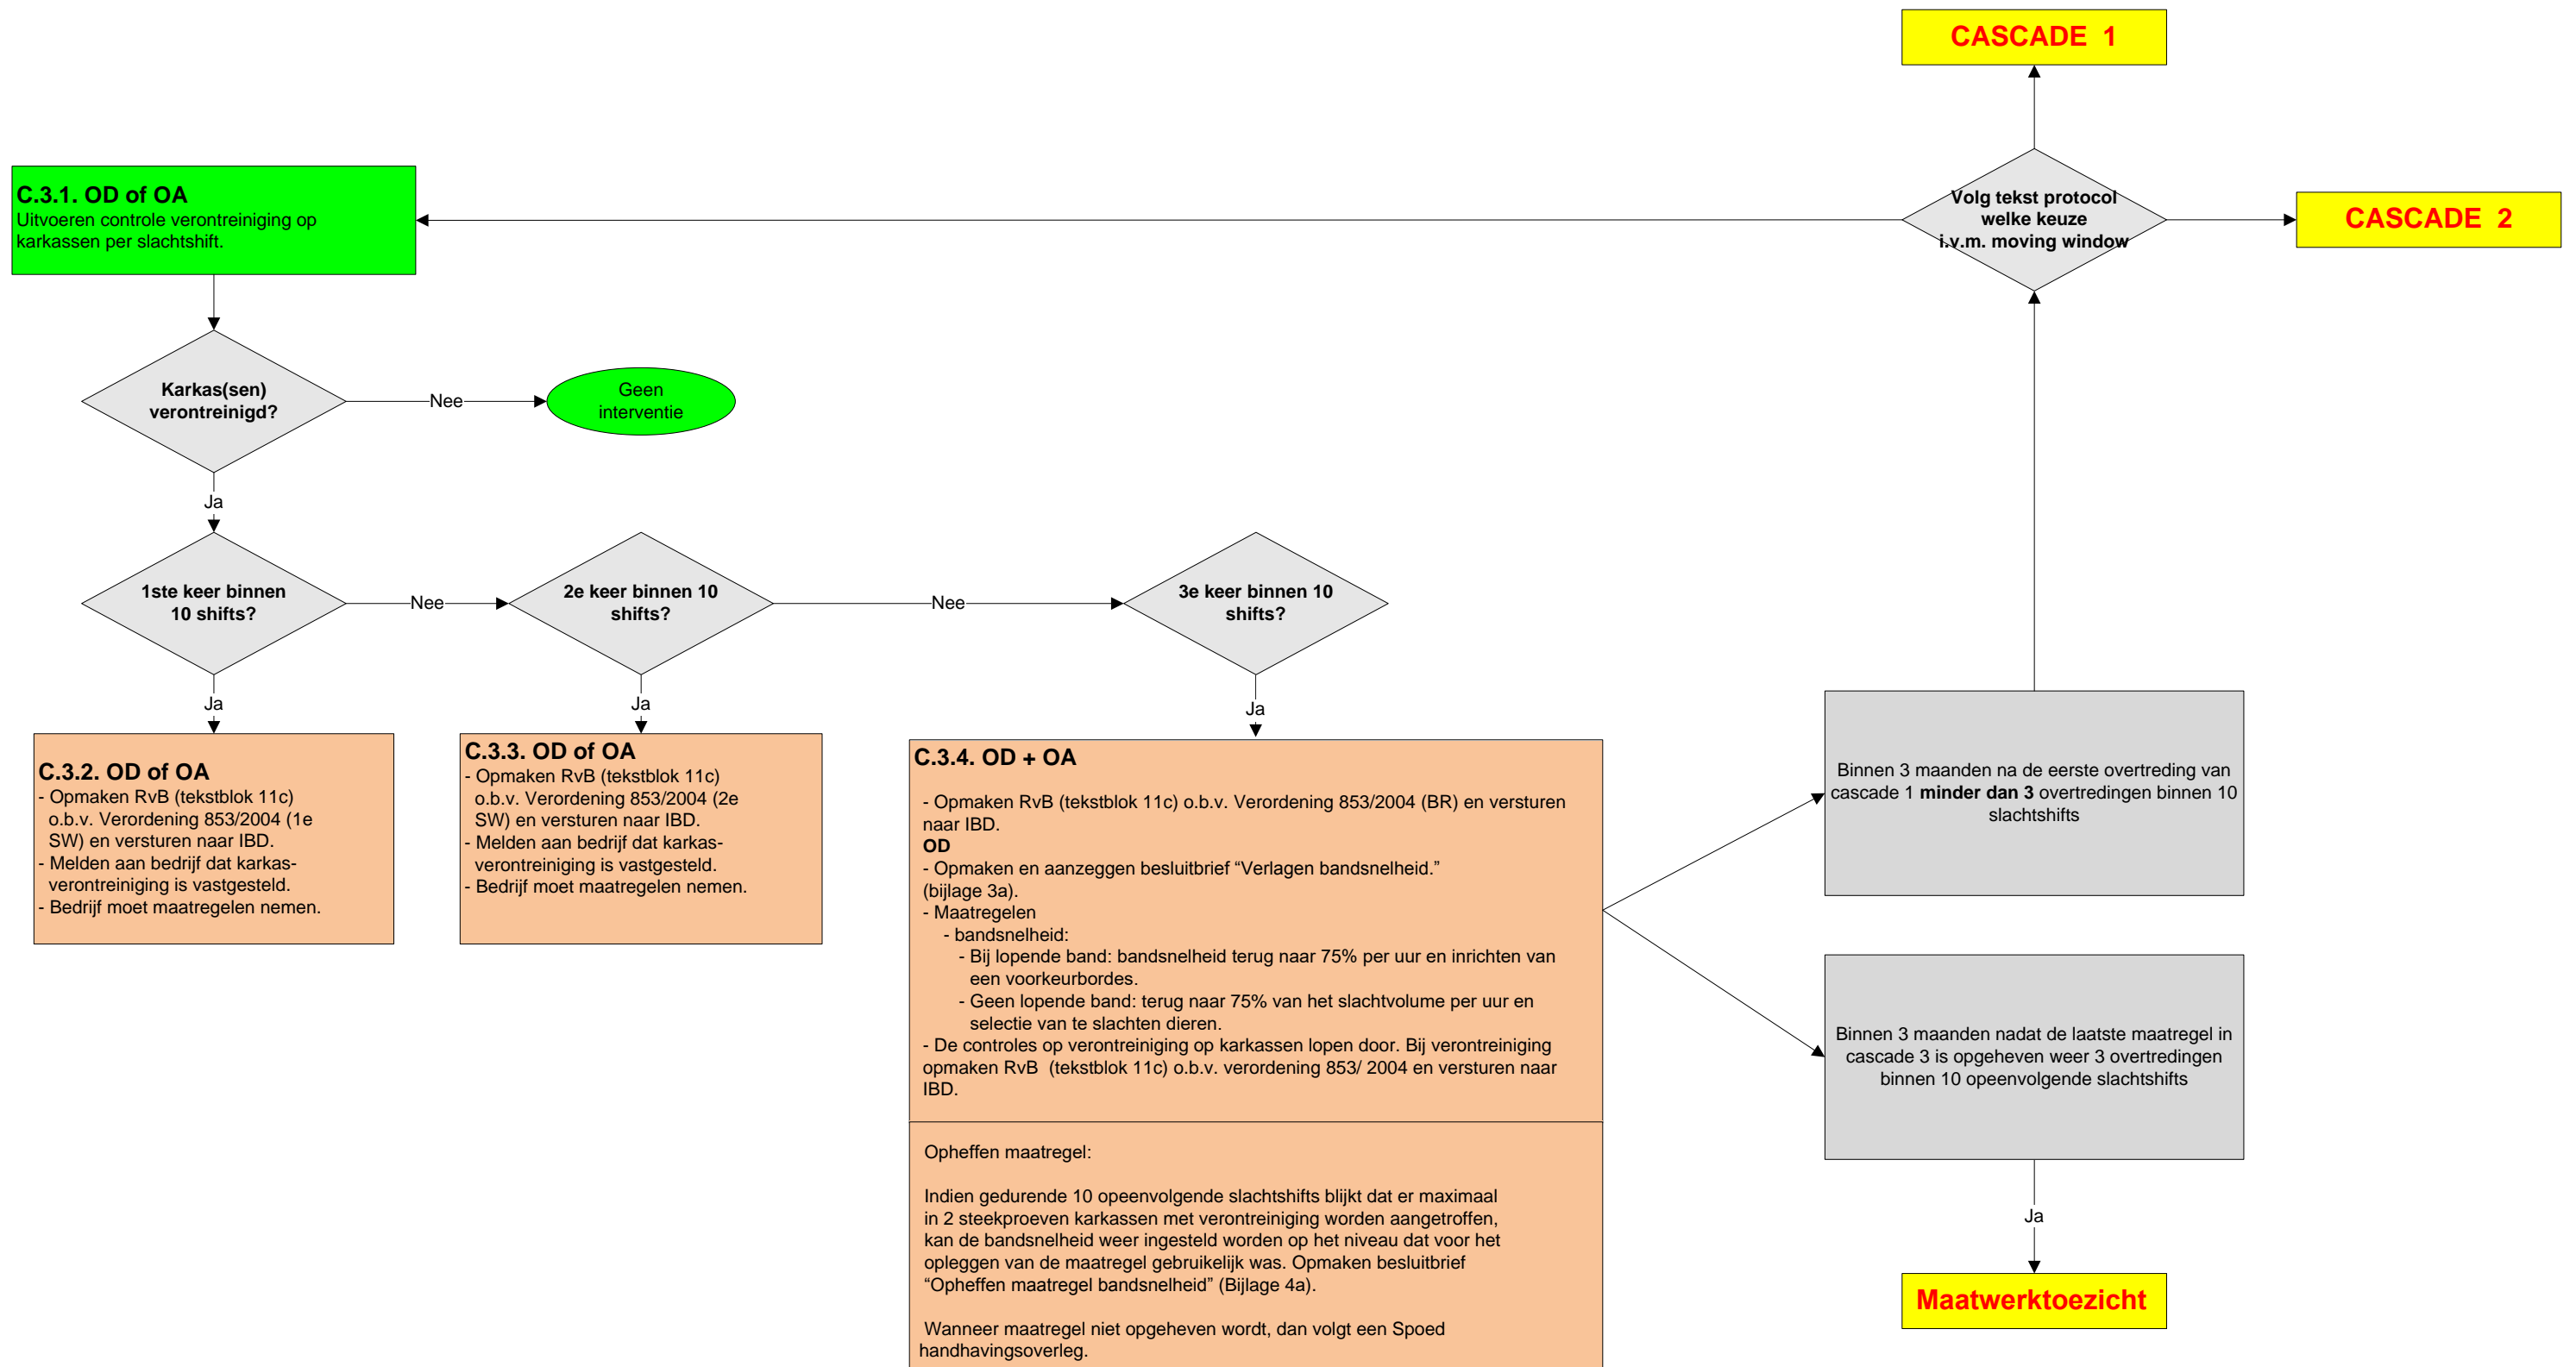 CASCADE 1
C.3.1. OD of OA
Uitvoeren controle verontreiniging op
karkassen per slachtshift.
Volg tekst protocol
welke keuze
i.v.m. moving window
CASCADE 2
Karkas(sen)
verontreinigd?
Nee
Geen
interventie
Ja
1ste keer binnen
10 shifts?
Nee
2e keer binnen 10
shifts?
Nee
3e keer binnen 10
shifts?
Ja
Ja
Ja
C.3.2. OD of OA
- Opmaken RvB (tekstblok 11c)
o.b.v. Verordening 853/2004 (1e
SW) en versturen naar IBD.
- Melden aan bedrijf dat karkas-
verontreiniging is vastgesteld.
- Bedrijf moet maatregelen nemen.
C.3.3. OD of OA
- Opmaken RvB (tekstblok 11c)
o.b.v. Verordening 853/2004 (2e
SW) en versturen naar IBD.
- Melden aan bedrijf dat karkas-
verontreiniging is vastgesteld.
- Bedrijf moet maatregelen nemen.
C.3.4. OD + OA
- Opmaken RvB (tekstblok 11c) o.b.v. Verordening 853/2004 (BR) en versturen
naar IBD.
OD
- Opmaken en aanzeggen besluitbrief “Verlagen bandsnelheid.”
(bijlage 3a).
- Maatregelen
- bandsnelheid:
- Bij lopende band: bandsnelheid terug naar 75% per uur en inrichten van
een voorkeurbordes.
- Geen lopende band: terug naar 75% van het slachtvolume per uur en
selectie van te slachten dieren.
- De controles op verontreiniging op karkassen lopen door. Bij verontreiniging
opmaken RvB (tekstblok 11c) o.b.v. verordening 853/ 2004 en versturen naar
IBD.
Opheffen maatregel:
Indien gedurende 10 opeenvolgende slachtshifts blijkt dat er maximaal
in 2 steekproeven karkassen met verontreiniging worden aangetroffen,
kan de bandsnelheid weer ingesteld worden op het niveau dat voor het
opleggen van de maatregel gebruikelijk was. Opmaken besluitbrief
“Opheffen maatregel bandsnelheid” (Bijlage 4a).
Wanneer maatregel niet opgeheven wordt, dan volgt een Spoed
handhavingsoverleg.
Binnen 3 maanden na de eerste overtreding van
cascade 1 minder dan 3 overtredingen binnen 10
slachtshifts
Binnen 3 maanden nadat de laatste maatregel in
cascade 3 is opgeheven weer 3 overtredingen
binnen 10 opeenvolgende slachtshifts
Ja
Maatwerktoezicht